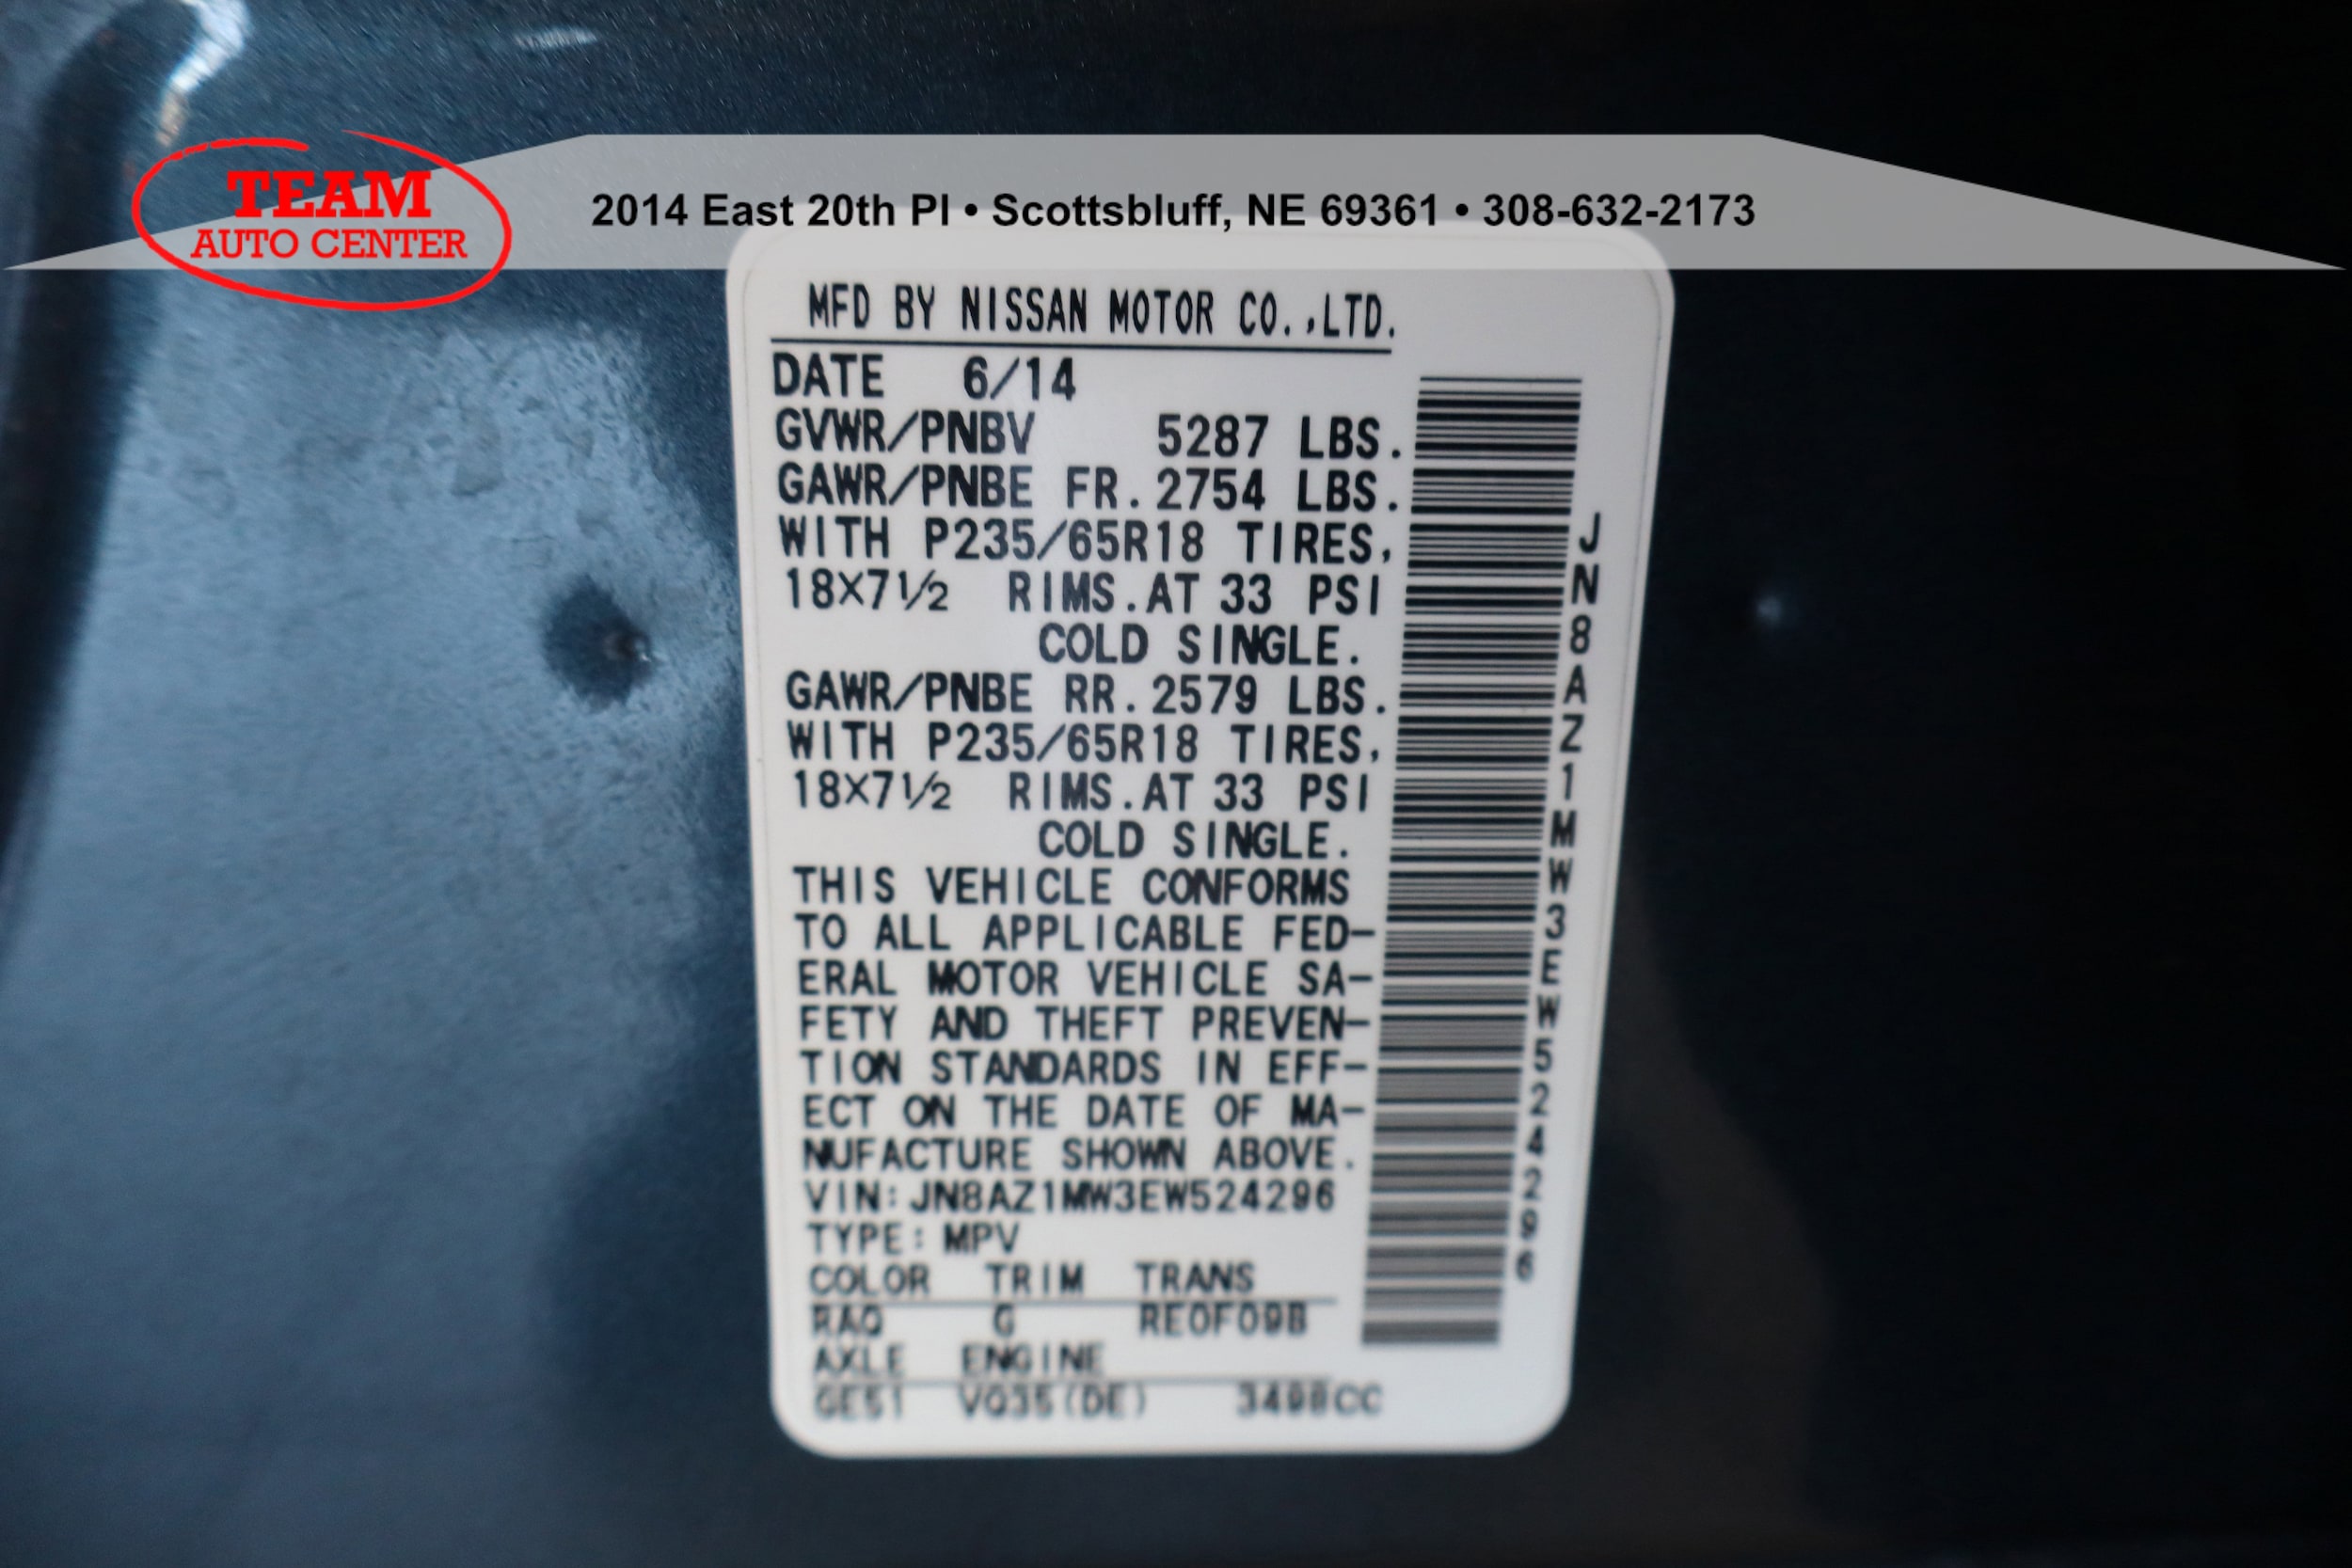 TEAM
AUTO CENTER
2014 East 20th Pl • Scottsbluff, NE 69361 • 308-632-2173
MFD BY NISSAN MOTOR CO.,LTD.
DATE 6/14
GVWR/PNBV 5287 LBS.
GAWR/PNBE FR. 2754 LBS.
WITH P235/65R18 TIRES,
18X7½ RIMS. AT 33 PSI
COLD SINGLE.
GAWR/PNBE RR. 2579 LBS.
WITH P235/65R18 TIRES,
18X7½ RIMS. AT 33 PSI
COLD SINGLE.
THIS VEHICLE CONFORMS
TO ALL APPLICABLE FED-
ERAL MOTOR VEHICLE SA-
FETY AND THEFT PREVEN-
TION STANDARDS IN EFF-
ECT ON THE DATE OF MA-
NUFACTURE SHOWN ABOVE.
VIN: JN8AZ1MW3EW524296
TYPE: MPV
COLOR TRIM TRANS
RAQ G RE0F09B
AXLE ENGINE
GE51 VQ35(DE) 3498CC
JN8AZ1MW3EW524296